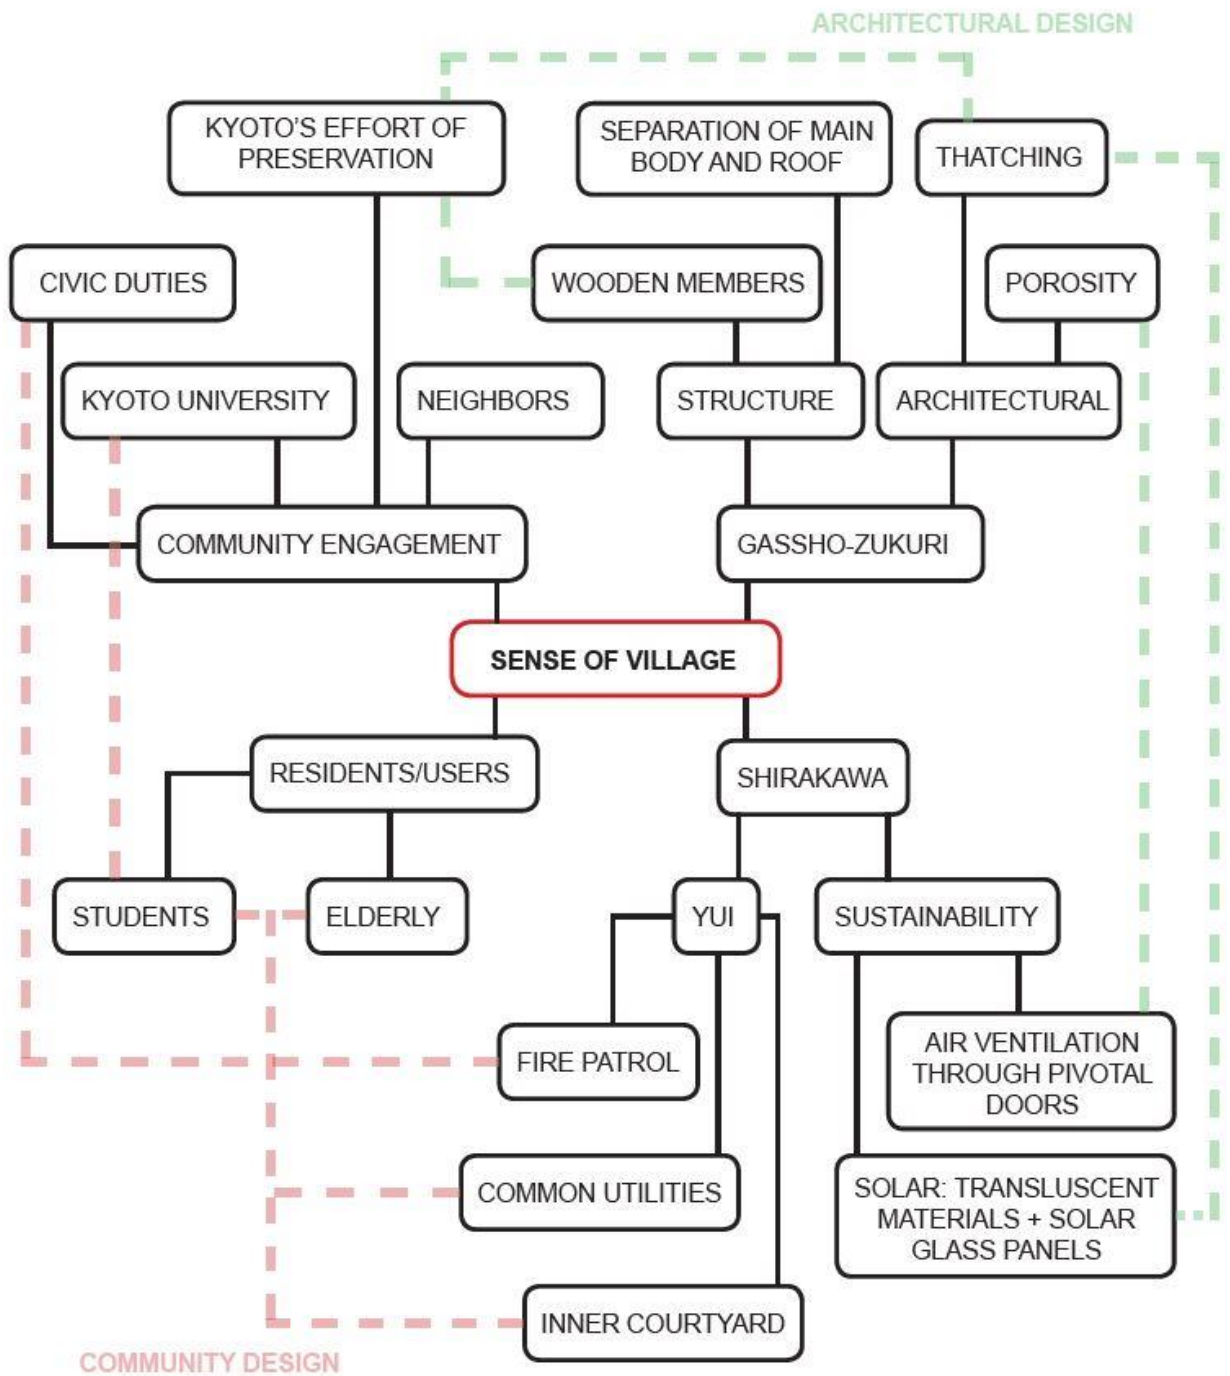 ARCHITECTURAL DESIGN
KYOTO'S EFFORT OF
PRESERVATION
SEPARATION OF MAIN
BODY AND ROOF
THATCHING
CIVIC DUTIES
WOODEN MEMBERS
POROSITY
KYOTO UNIVERSITY
NEIGHBORS
STRUCTURE
ARCHITECTURAL
COMMUNITY ENGAGEMENT
GASSHO-ZUKURI
SENSE OF VILLAGE
RESIDENTS/USERS
SHIRAKAWA
STUDENTS
ELDERLY
YUI
SUSTAINABILITY
FIRE PATROL
AIR VENTILATION
THROUGH PIVOTAL
DOORS
COMMON UTILITIES
SOLAR: TRANSLUSCENT
MATERIALS + SOLAR
GLASS PANELS
INNER COURTYARD
COMMUNITY DESIGN